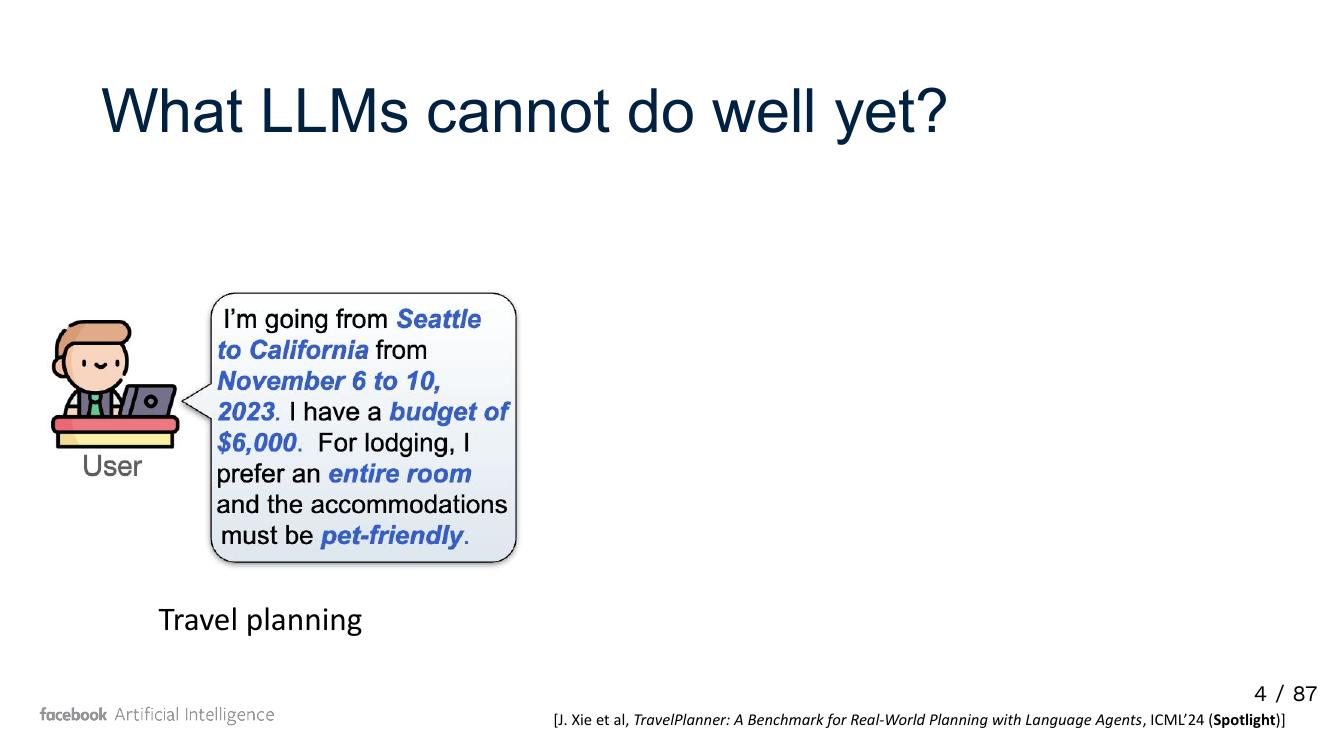 What LLMs cannot do well yet?
I’m going from Seattle
to California from
November 6 to 10,
2023. I have a budget of
$6,000.  For lodging, I
prefer an entire room
and the accommodations
must be pet-friendly.
User
Travel planning
4 / 87
facebook Artificial Intelligence
[J. Xie et al, TravelPlanner: A Benchmark for Real-World Planning with Language Agents, ICML’24 (Spotlight)]